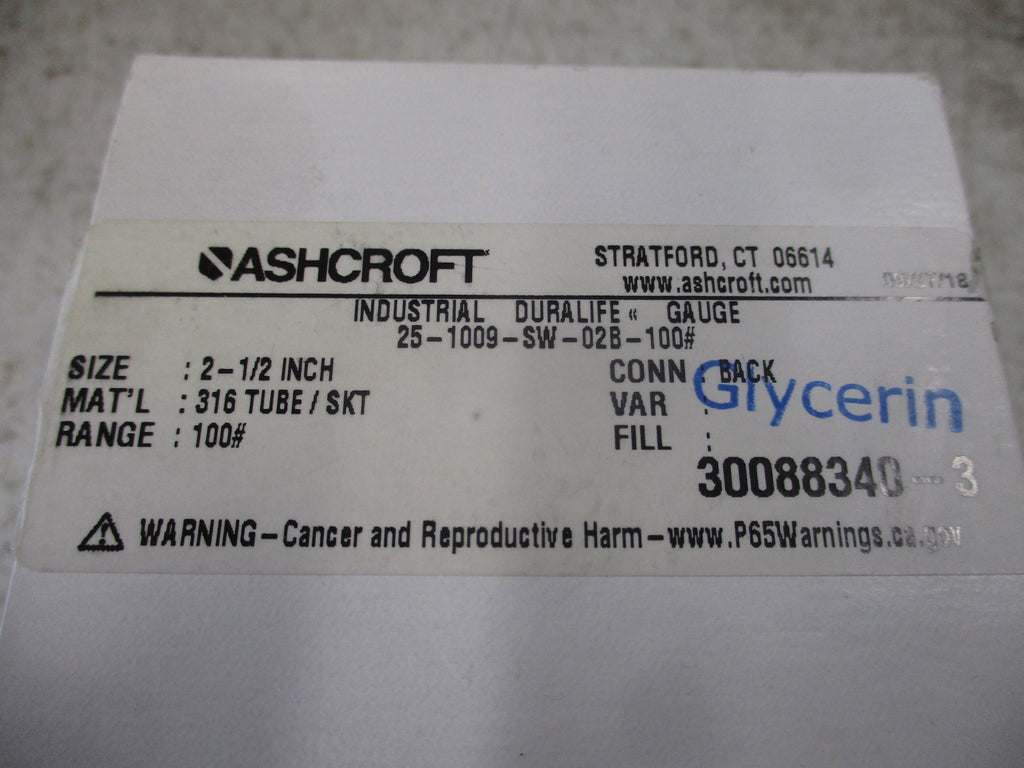 ASHCROFT
STRATFORD, CT 06614
www.ashcroft.com
INDUSTRIAL DURALIFE « GAUGE
25-1009-SW-02B-100#
SIZE : 2-1/2 INCH
CONN : BACK
MAT'L : 316 TUBE / SKT
VAR :
Glycerin
RANGE : 100#
FILL :
30088340-3
WARNING-Cancer and Reproductive Harm-www.P65Warnings.ca.gov